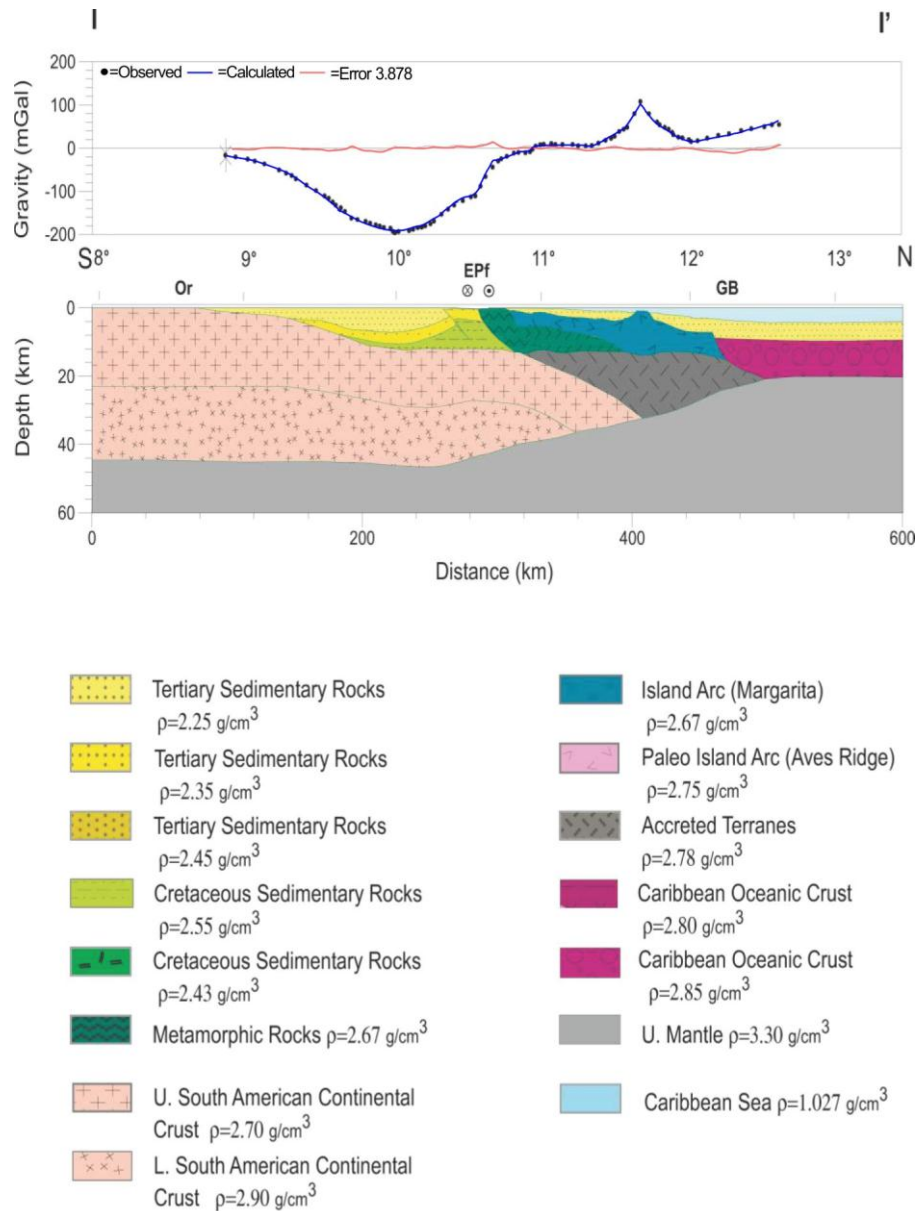 I I'
200
100
0
-100
-200
Gravity (mGal)
●=Observed —=Calculated —=Error 3.878
S 8° 9° 10° 11° 12° 13° N
Or EPf GB
0
20
40
60
Depth (km)
0 200 400 600
Distance (km)
Tertiary Sedimentary Rocks
ρ=2.25 g/cm³
Tertiary Sedimentary Rocks
ρ=2.35 g/cm³
Tertiary Sedimentary Rocks
ρ=2.45 g/cm³
Cretaceous Sedimentary Rocks
ρ=2.55 g/cm³
Cretaceous Sedimentary Rocks
ρ=2.43 g/cm³
Metamorphic Rocks ρ=2.67 g/cm³
U. South American Continental
Crust ρ=2.70 g/cm³
L. South American Continental
Crust ρ=2.90 g/cm³
Island Arc (Margarita)
ρ=2.67 g/cm³
Paleo Island Arc (Aves Ridge)
ρ=2.75 g/cm³
Accreted Terranes
ρ=2.78 g/cm³
Caribbean Oceanic Crust
ρ=2.80 g/cm³
Caribbean Oceanic Crust
ρ=2.85 g/cm³
U. Mantle ρ=3.30 g/cm³
Caribbean Sea ρ=1.027 g/cm³